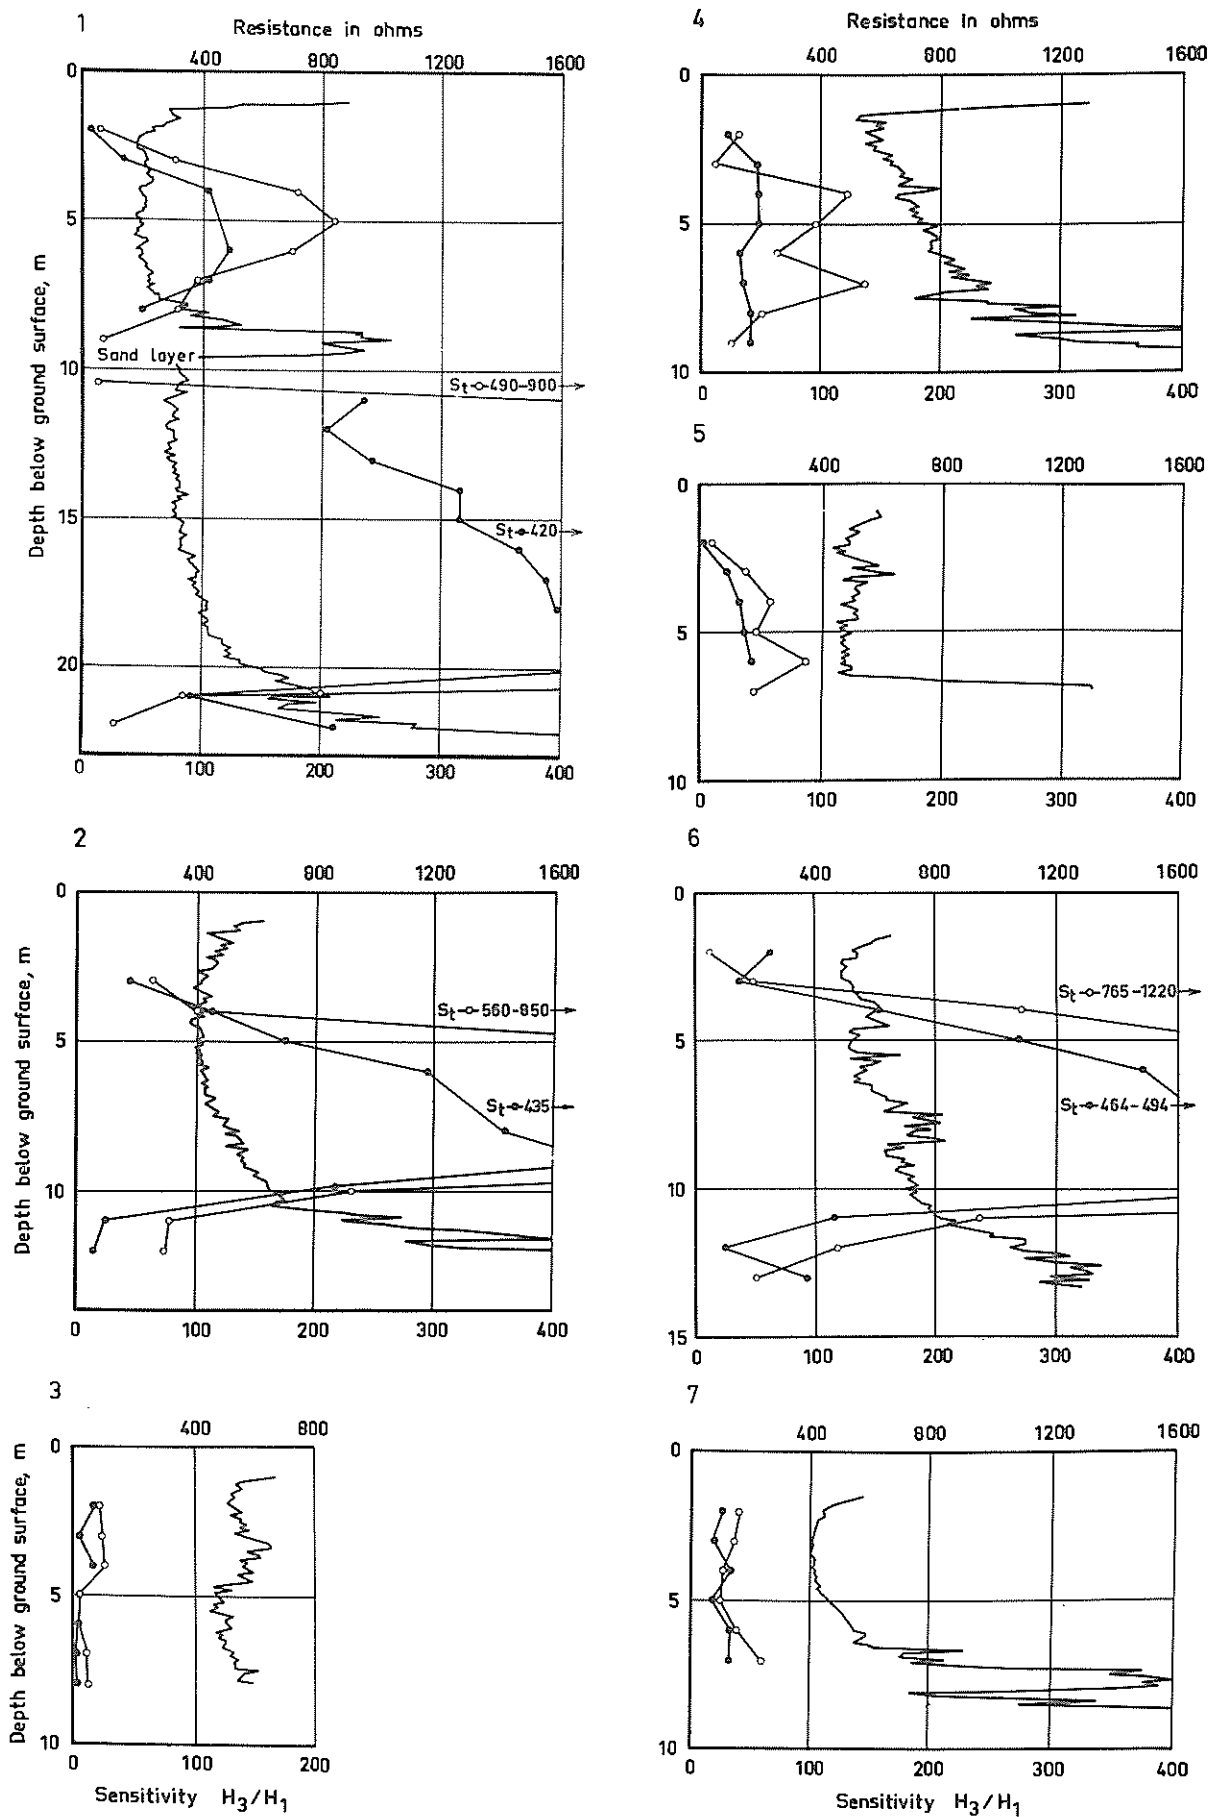 1
Resistance in ohms
400 800 1200 1600
0
5
10
15
20
Depth below ground surface, m
Sand layer
St-o-490-900
St-•-420
0 100 200 300 400
2
400 800 1200 1600
0
5
10
Depth below ground surface, m
St-o-560-850
St-•-435
0 100 200 300 400
3
400 800
0
5
10
Depth below ground surface, m
0 100 200
Sensitivity H3/H1
4
Resistance in ohms
400 800 1200 1600
0
5
10
0 100 200 300 400
5
400 800 1200 1600
0
5
10
0 100 200 300 400
6
400 800 1200 1600
0
5
10
15
St-o-765-1220
St-•-464-494
0 100 200 300 400
7
400 800 1200 1600
0
5
10
0 100 200 300 400
Sensitivity H3/H1